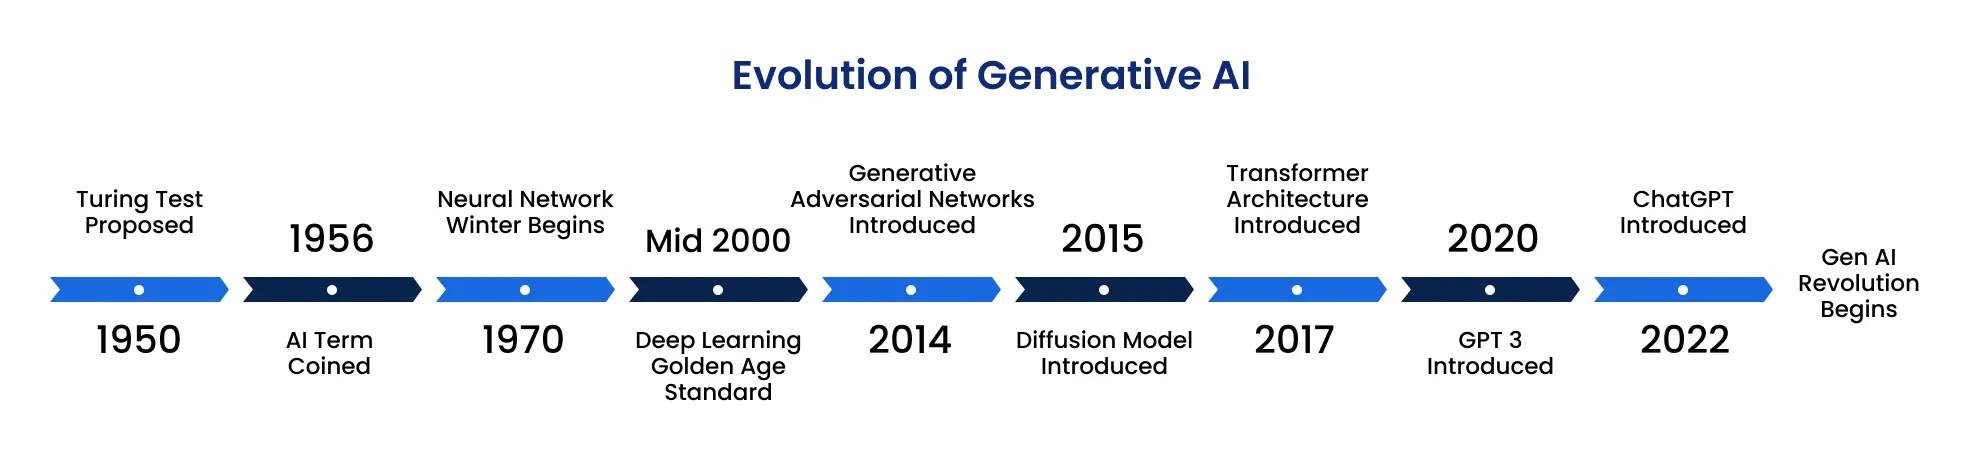 Evolution of Generative AI
Turing Test
Proposed
1950
1956
AI Term
Coined
Neural Network
Winter Begins
1970
Mid 2000
Deep Learning
Golden Age
Standard
Generative
Adversarial Networks
Introduced
2014
2015
Diffusion Model
Introduced
Transformer
Architecture
Introduced
2017
2020
GPT 3
Introduced
ChatGPT
Introduced
2022
Gen AI
Revolution
Begins